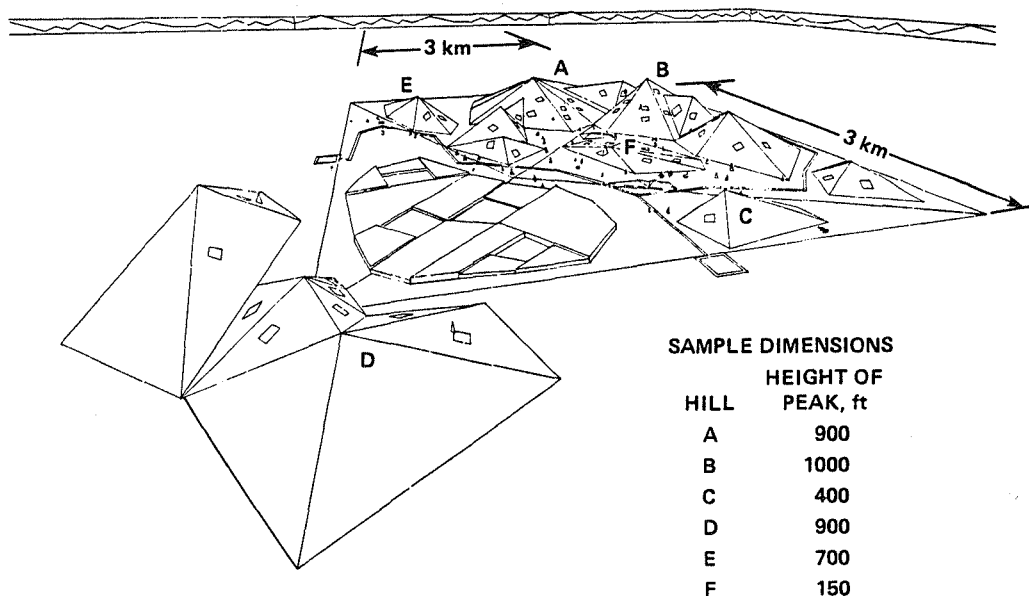 3 km
A
B
E
3 km
F
C
D
SAMPLE DIMENSIONS
HEIGHT OF
HILL PEAK, ft
A 900
B 1000
C 400
D 900
E 700
F 150